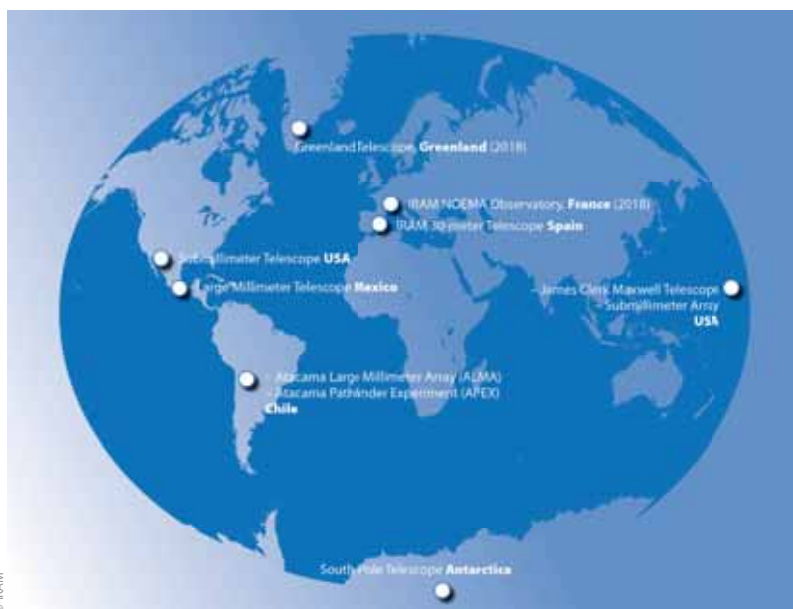 GreenlandTelescope, Greenland (2018)
IRAM NOEMA Observatory, France (2018)
IRAM 30-meter Telescope Spain
Submillimeter Telescope USA
Large Millimeter Telescope Mexico
- James Clerk Maxwell Telescope
- Submillimeter Array
USA
- Atacama Large Millimeter Array (ALMA)
- Atacama Pathfinder Experiment (APEX)
Chile
South Pole Telescope Antarctica
© IRAM